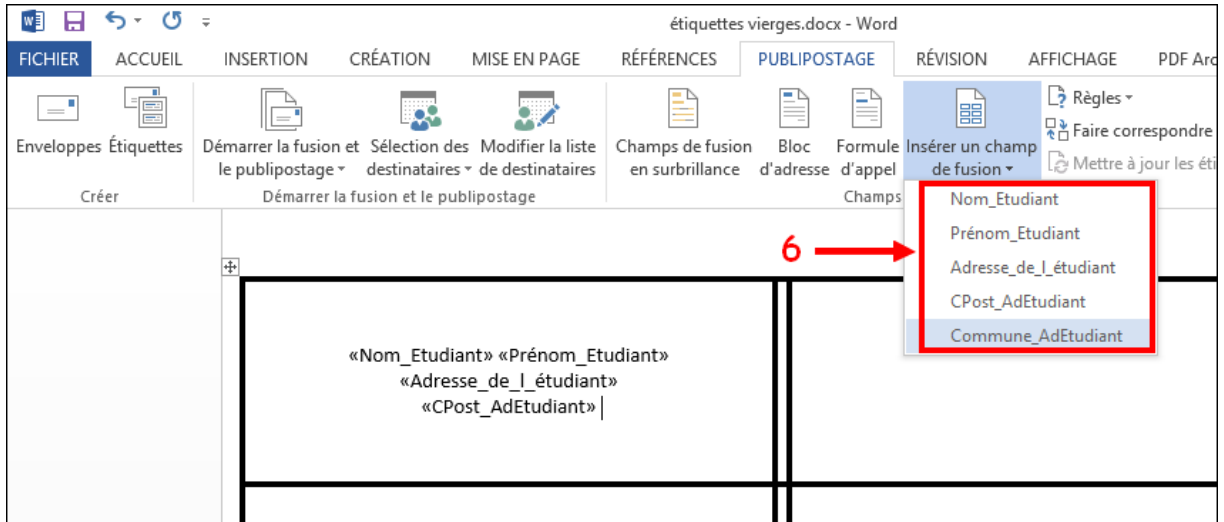 étiquettes vierges.docx - Word
FICHIER ACCUEIL INSERTION CRÉATION MISE EN PAGE RÉFÉRENCES PUBLIPOSTAGE RÉVISION AFFICHAGE PDF Arc
Enveloppes Étiquettes
Démarrer la fusion et
le publipostage
Sélection des
destinataires
Modifier la liste
de destinataires
Champs de fusion
en surbrillance
Bloc
d'adresse
Formule
d'appel
Insérer un champ
de fusion
Règles
Faire correspondre
Mettre à jour les éti
Créer
Démarrer la fusion et le publipostage
Champs
Nom_Etudiant
Prénom_Etudiant
Adresse_de_l_étudiant
CPost_AdEtudiant
Commune_AdEtudiant
6
«Nom_Etudiant» «Prénom_Etudiant»
«Adresse_de_l_étudiant»
«CPost_AdEtudiant»